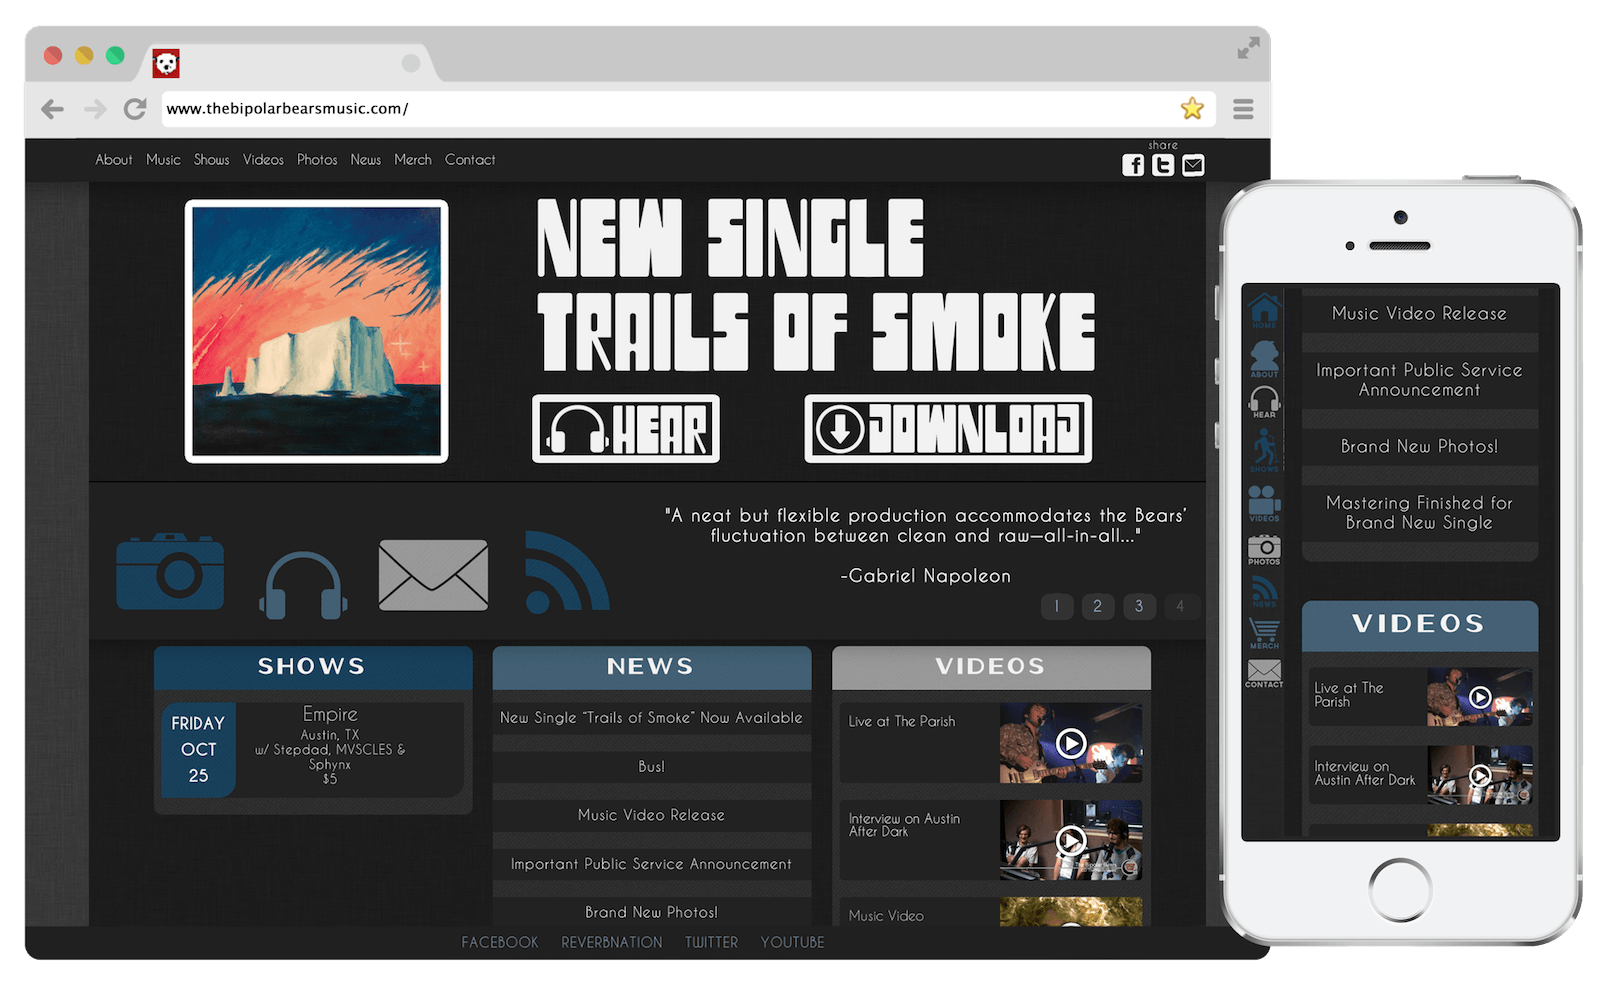 www.thebipolarbearsmusic.com/
About Music Shows Videos Photos News Merch Contact
share
NEW SINGLE
TRAILS OF SMOKE
HEAR
DOWNLOAD
"A neat but flexible production accommodates the Bears'
fluctuation between clean and raw—all-in-all..."
-Gabriel Napoleon
1 2 3 4
SHOWS
FRIDAY
OCT
25
Empire
Austin, TX
w/ Stepdad, MVSCLES &
Sphynx
$5
NEWS
New Single “Trails of Smoke” Now Available
Bus!
Music Video Release
Important Public Service Announcement
Brand New Photos!
VIDEOS
Live at The Parish
Interview on Austin
After Dark
Music Video
FACEBOOK REVERBNATION TWITTER YOUTUBE
HOME
ABOUT
HEAR
SHOWS
VIDEOS
PHOTOS
NEWS
MERCH
CONTACT
Music Video Release
Important Public Service
Announcement
Brand New Photos!
Mastering Finished for
Brand New Single
VIDEOS
Live at The
Parish
Interview on
Austin After Dark